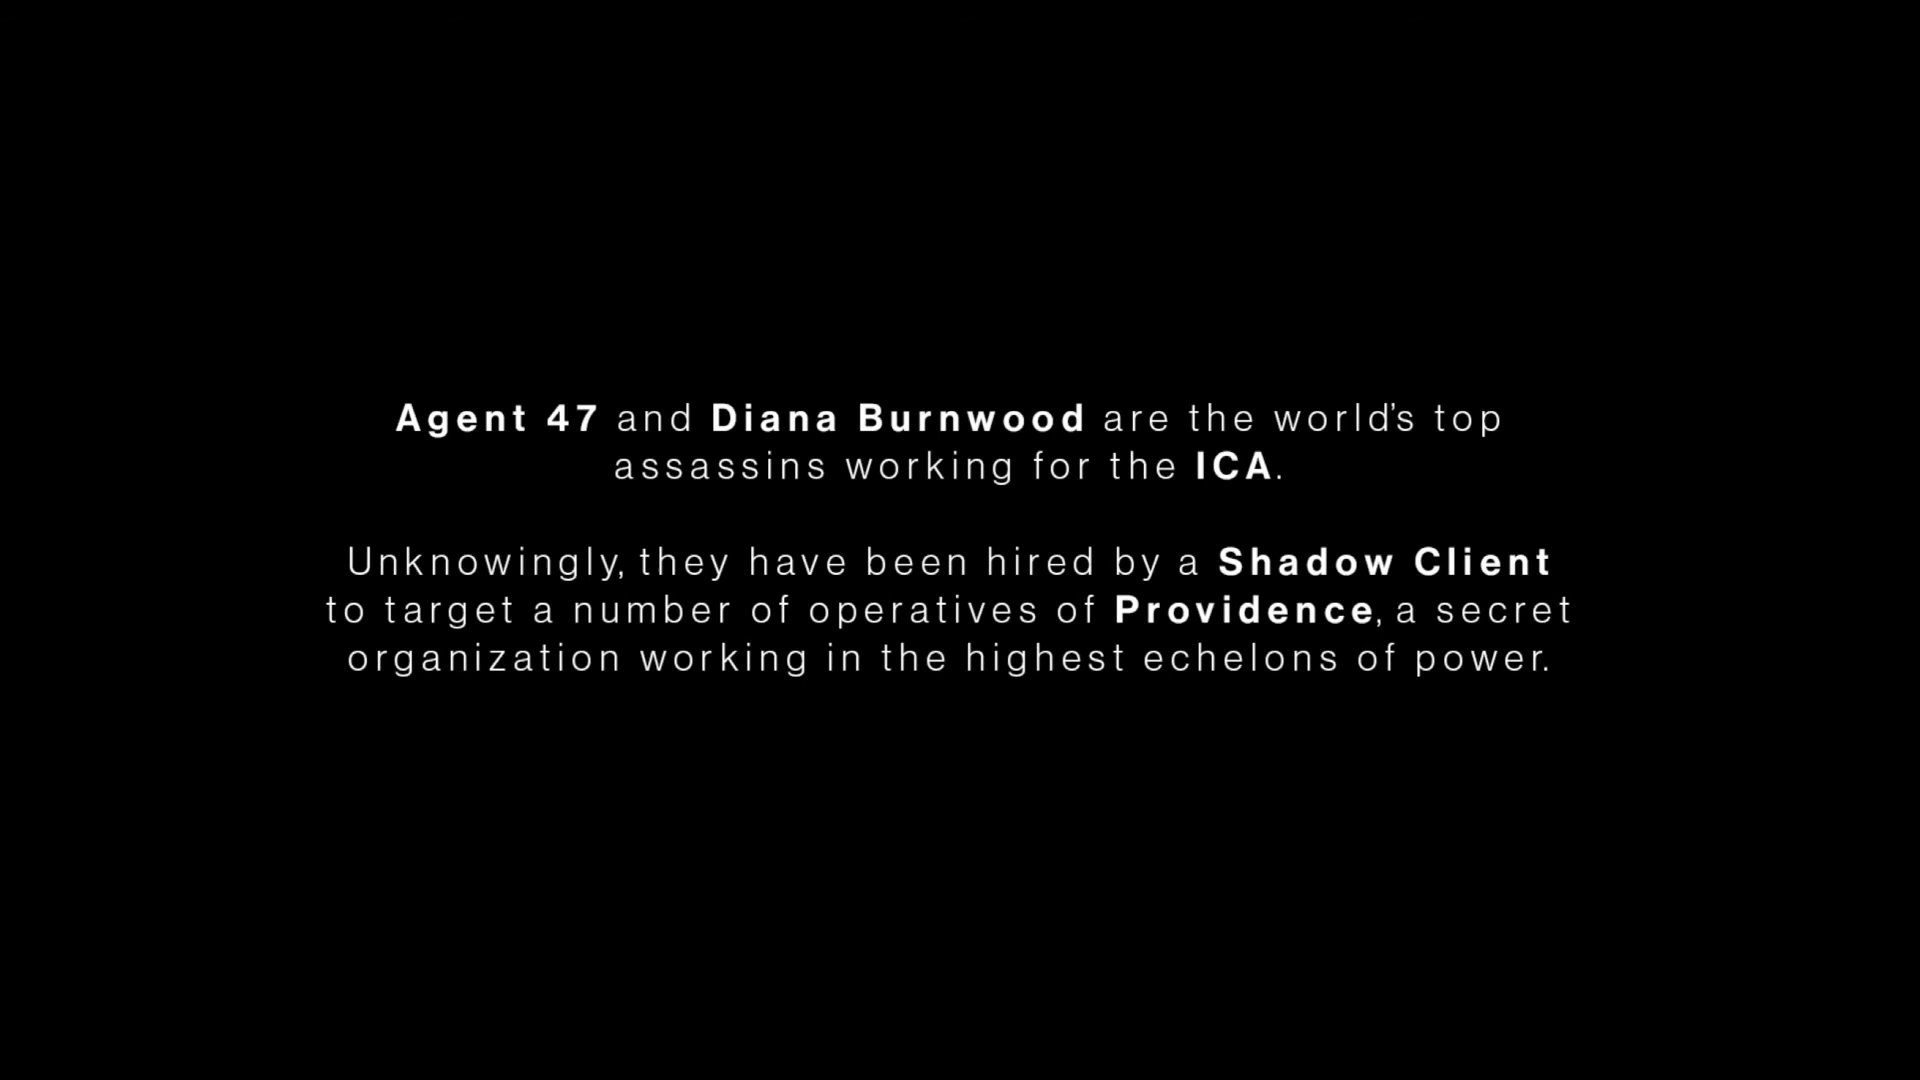 Agent 47 and Diana Burnwood are the world’s top
assassins working for the ICA.
Unknowingly, they have been hired by a Shadow Client
to target a number of operatives of Providence, a secret
organization working in the highest echelons of power.